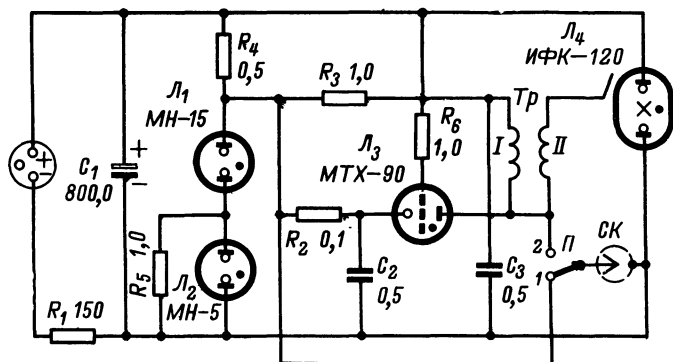 R4
0,5
Л4
ИФК-120
R3 1,0
Тр
Л1
МН-15
R6
1,0
Л3
МТХ-90
I
II
+
-
+
-
C1
800,0
R5 1,0
R2 0,1
Л2
МН-5
C2
0,5
C3
0,5
2
П
1
СК
R1 150